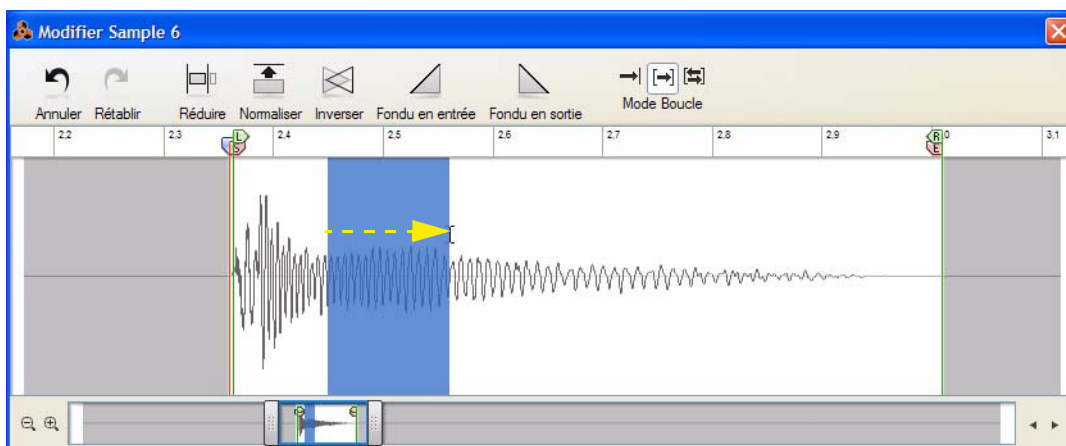 Modifier Sample 6
Annuler Rétablir Réduire Normaliser Inverser Fondu en entrée Fondu en sortie Mode Boucle
2,2 2,3 L 2,4 2,5 2,6 2,7 2,8 2,9 R 0 3,1
S E